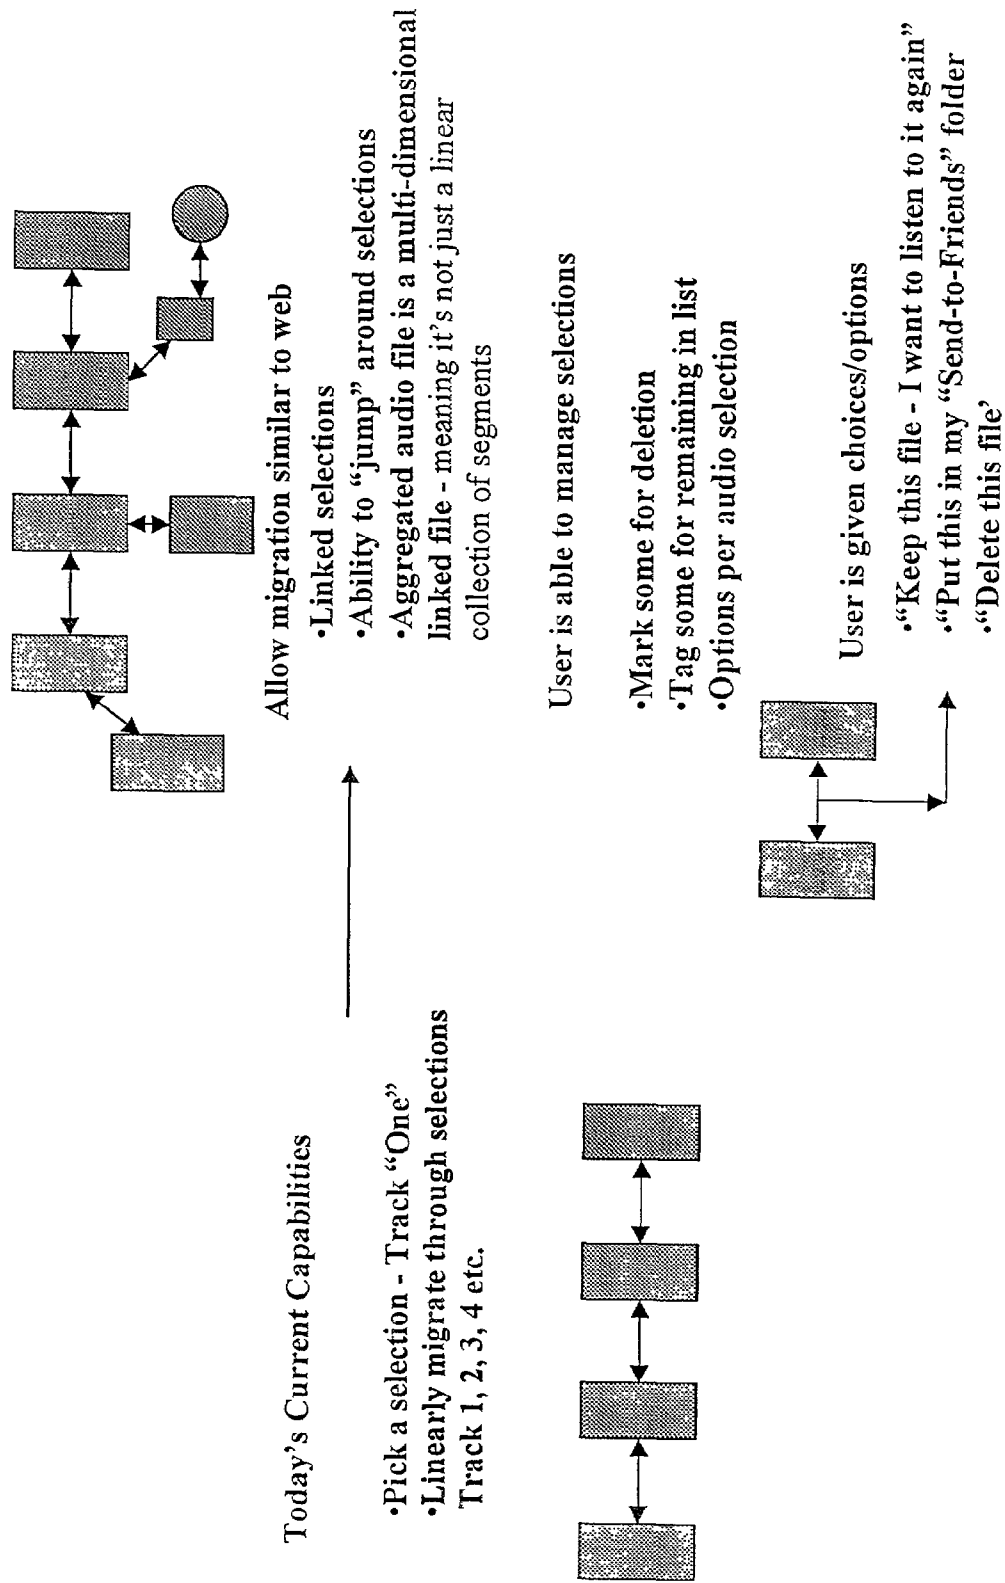 Today's Current Capabilities
•Pick a selection - Track “One”
•Linearly migrate through selections
Track 1, 2, 3, 4 etc.
Allow migration similar to web
•Linked selections
•Ability to “jump” around selections
•Aggregated audio file is a multi-dimensional
linked file - meaning it's not just a linear
collection of segments
User is able to manage selections
•Mark some for deletion
•Tag some for remaining in list
•Options per audio selection
User is given choices/options
•“Keep this file - I want to listen to it again”
•“Put this in my “Send-to-Friends” folder
•“Delete this file’